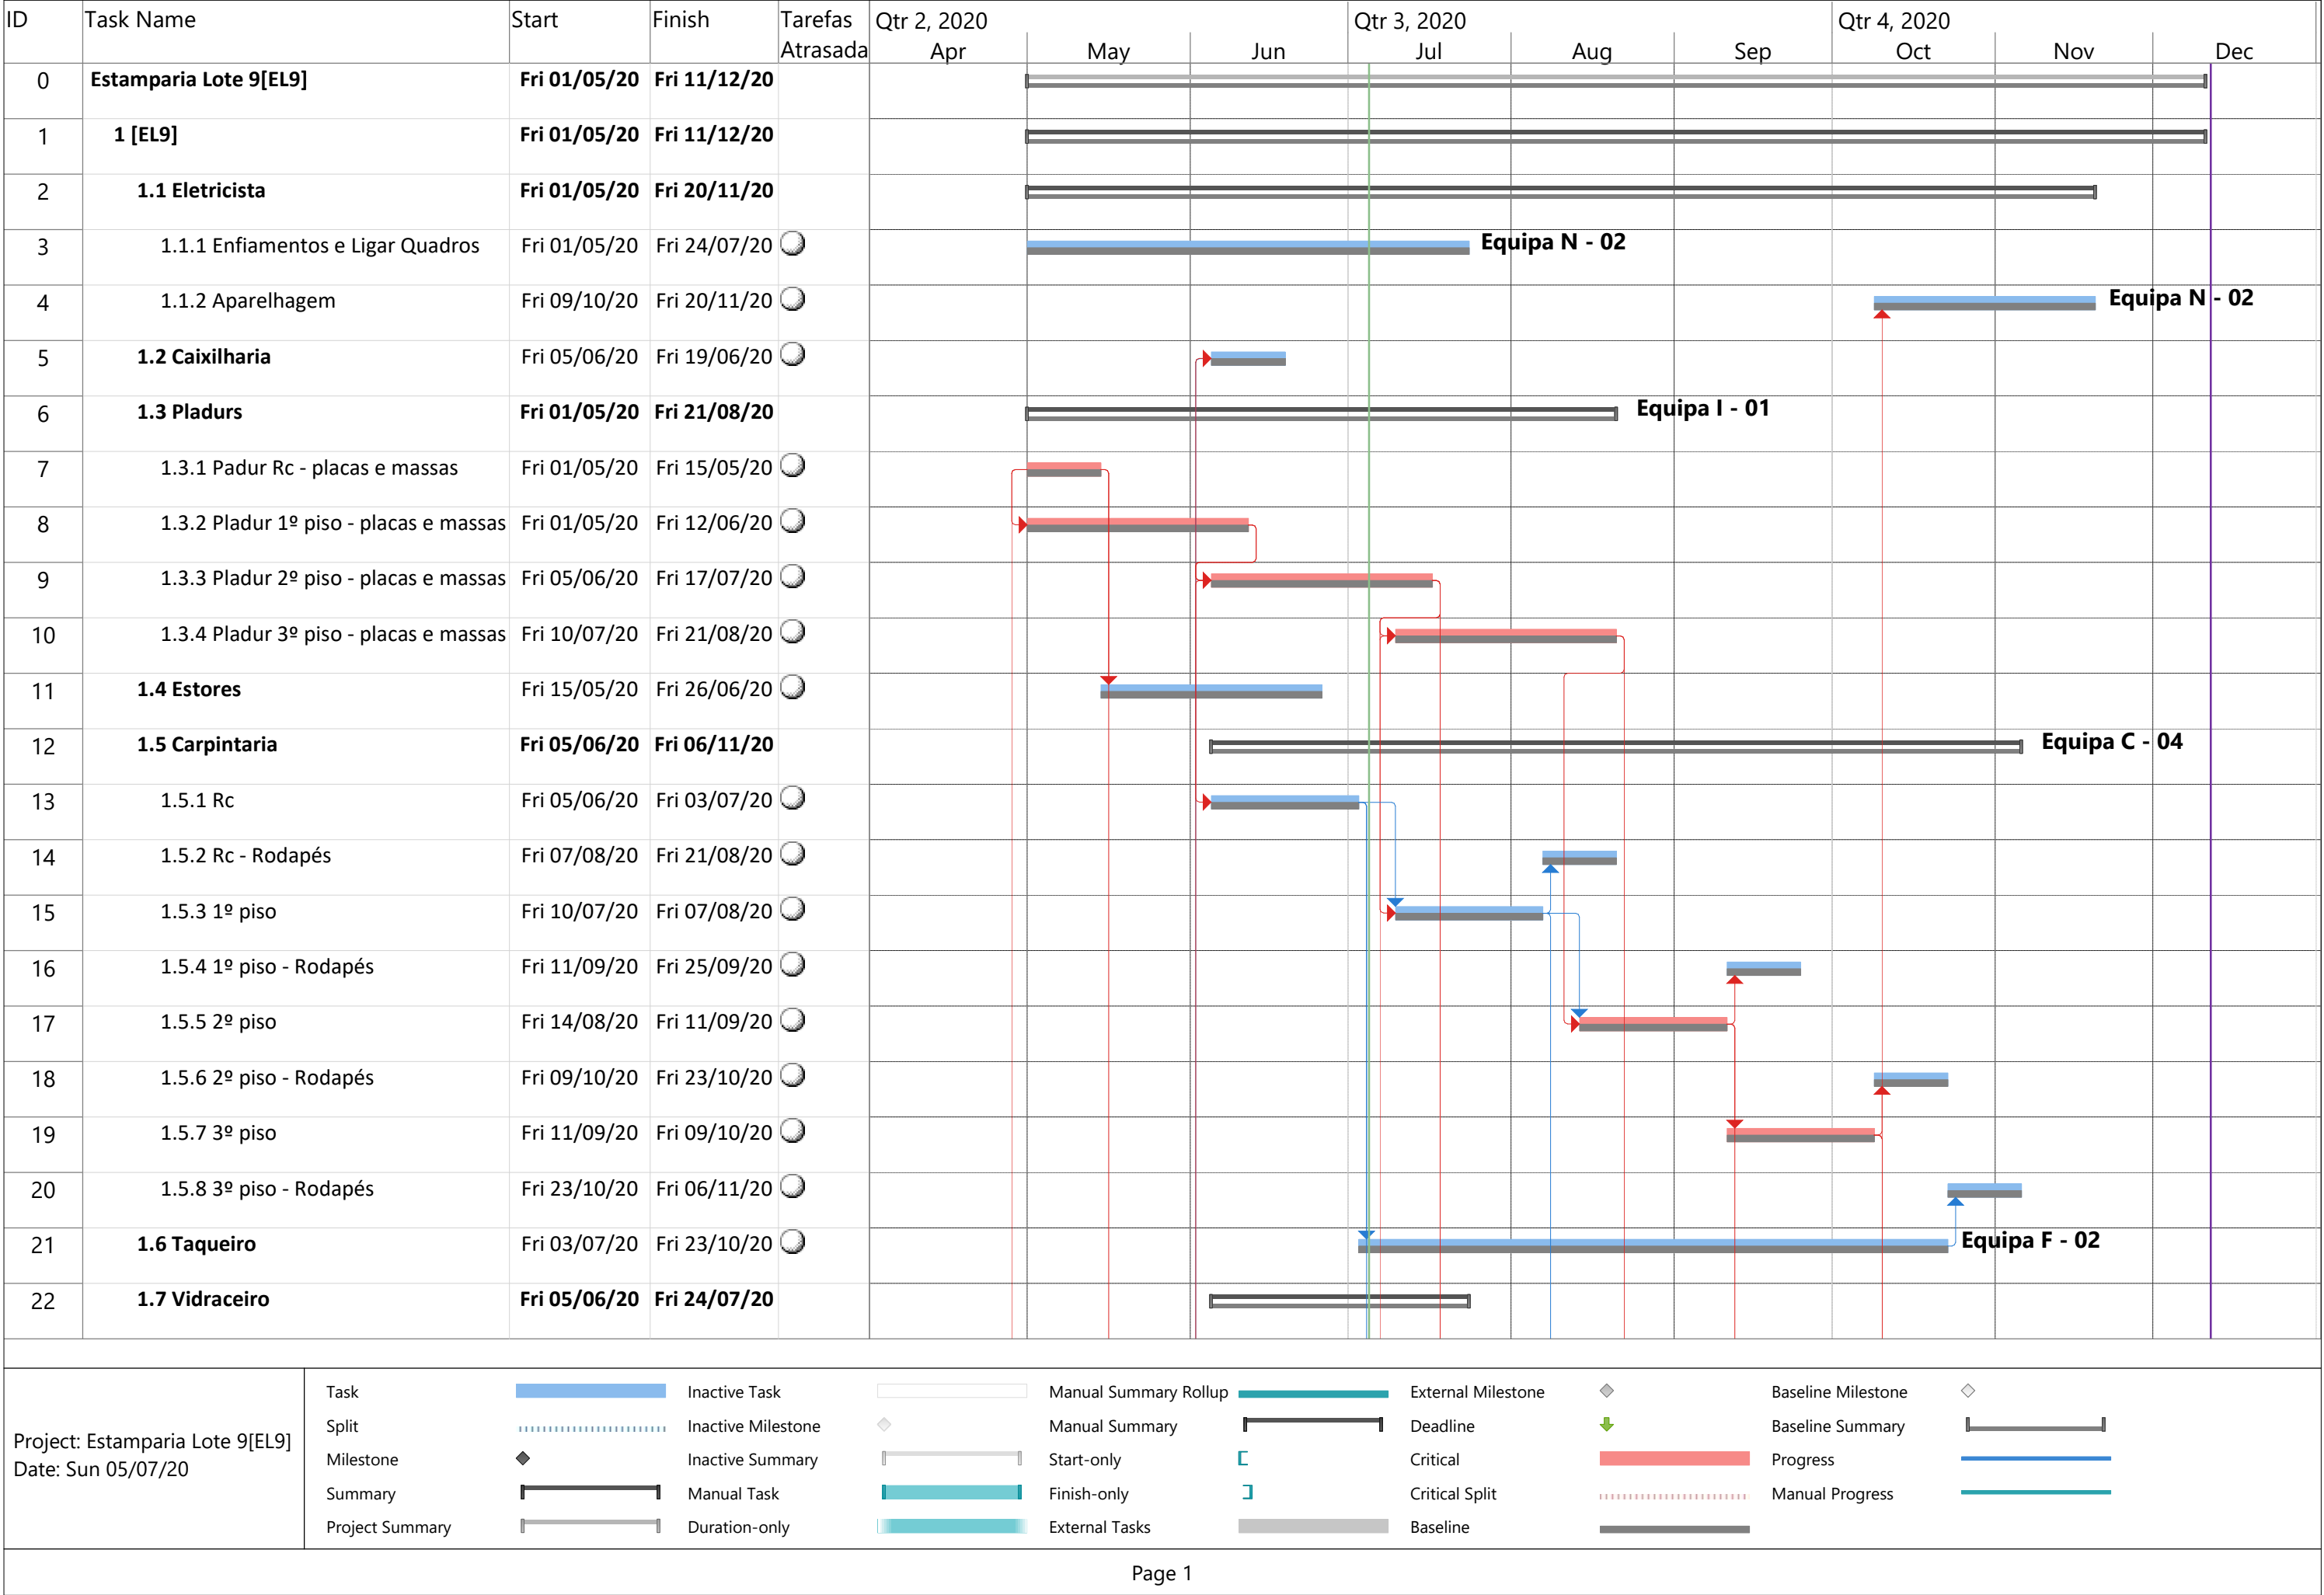 ID Task Name Start Finish Tarefas Atrasada Qtr 2, 2020 Qtr 3, 2020 Qtr 4, 2020
Apr May Jun Jul Aug Sep Oct Nov Dec
0 Estamparia Lote 9[EL9] Fri 01/05/20 Fri 11/12/20
1 1 [EL9] Fri 01/05/20 Fri 11/12/20
2 1.1 Eletricista Fri 01/05/20 Fri 20/11/20
3 1.1.1 Enfiamentos e Ligar Quadros Fri 01/05/20 Fri 24/07/20 Equipa N - 02
4 1.1.2 Aparelhagem Fri 09/10/20 Fri 20/11/20 Equipa N - 02
5 1.2 Caixilharia Fri 05/06/20 Fri 19/06/20
6 1.3 Pladurs Fri 01/05/20 Fri 21/08/20 Equipa I - 01
7 1.3.1 Padur Rc - placas e massas Fri 01/05/20 Fri 15/05/20
8 1.3.2 Pladur 1º piso - placas e massas Fri 01/05/20 Fri 12/06/20
9 1.3.3 Pladur 2º piso - placas e massas Fri 05/06/20 Fri 17/07/20
10 1.3.4 Pladur 3º piso - placas e massas Fri 10/07/20 Fri 21/08/20
11 1.4 Estores Fri 15/05/20 Fri 26/06/20
12 1.5 Carpintaria Fri 05/06/20 Fri 06/11/20 Equipa C - 04
13 1.5.1 Rc Fri 05/06/20 Fri 03/07/20
14 1.5.2 Rc - Rodapés Fri 07/08/20 Fri 21/08/20
15 1.5.3 1º piso Fri 10/07/20 Fri 07/08/20
16 1.5.4 1º piso - Rodapés Fri 11/09/20 Fri 25/09/20
17 1.5.5 2º piso Fri 14/08/20 Fri 11/09/20
18 1.5.6 2º piso - Rodapés Fri 09/10/20 Fri 23/10/20
19 1.5.7 3º piso Fri 11/09/20 Fri 09/10/20
20 1.5.8 3º piso - Rodapés Fri 23/10/20 Fri 06/11/20
21 1.6 Taqueiro Fri 03/07/20 Fri 23/10/20 Equipa F - 02
22 1.7 Vidraceiro Fri 05/06/20 Fri 24/07/20
Project: Estamparia Lote 9[EL9]
Date: Sun 05/07/20
Task Inactive Task Manual Summary Rollup External Milestone Baseline Milestone
Split Inactive Milestone Manual Summary Deadline Baseline Summary
Milestone Inactive Summary Start-only Critical Progress
Summary Manual Task Finish-only Critical Split Manual Progress
Project Summary Duration-only External Tasks Baseline
Page 1